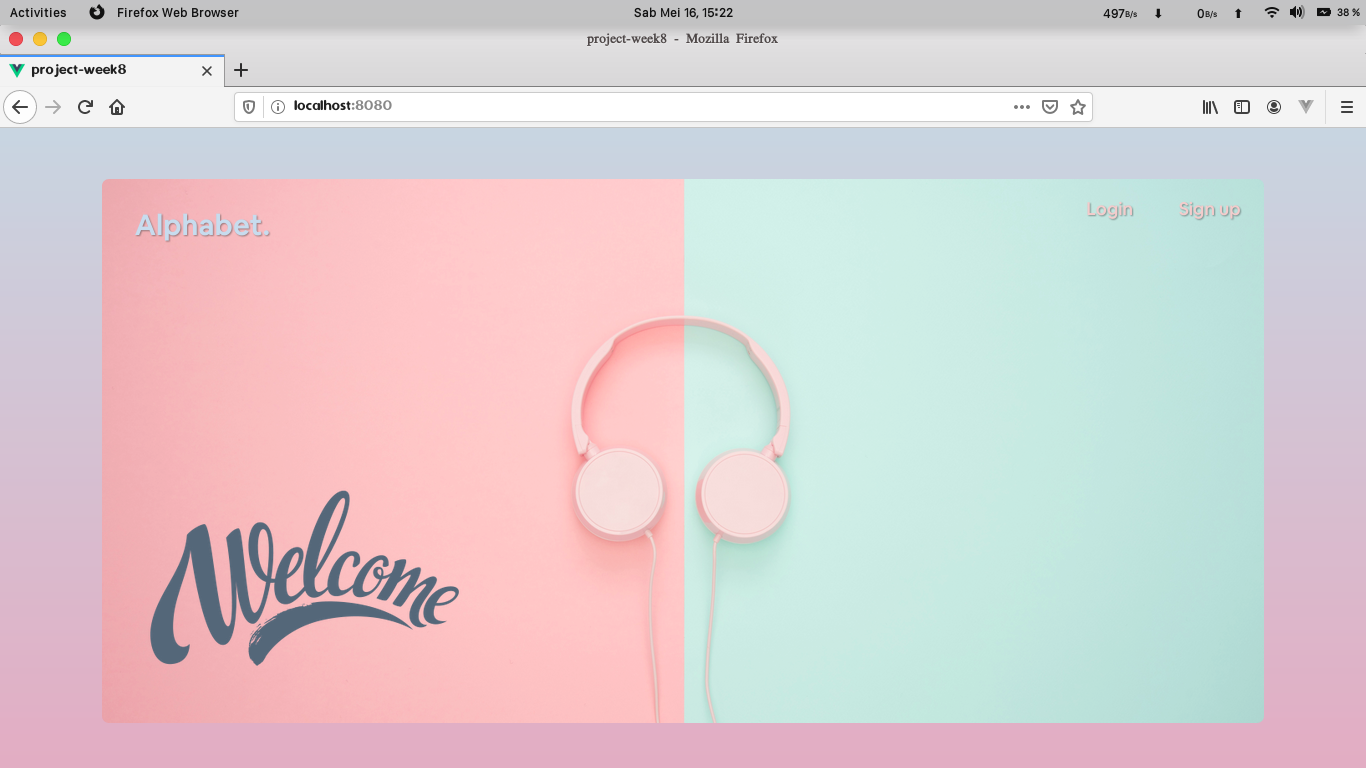 Activities Firefox Web Browser Sab Mei 16, 15:22 497B/s 0B/s 38 %
project-week8 - Mozilla Firefox
project-week8
localhost:8080
Alphabet. Login Sign up
Welcome